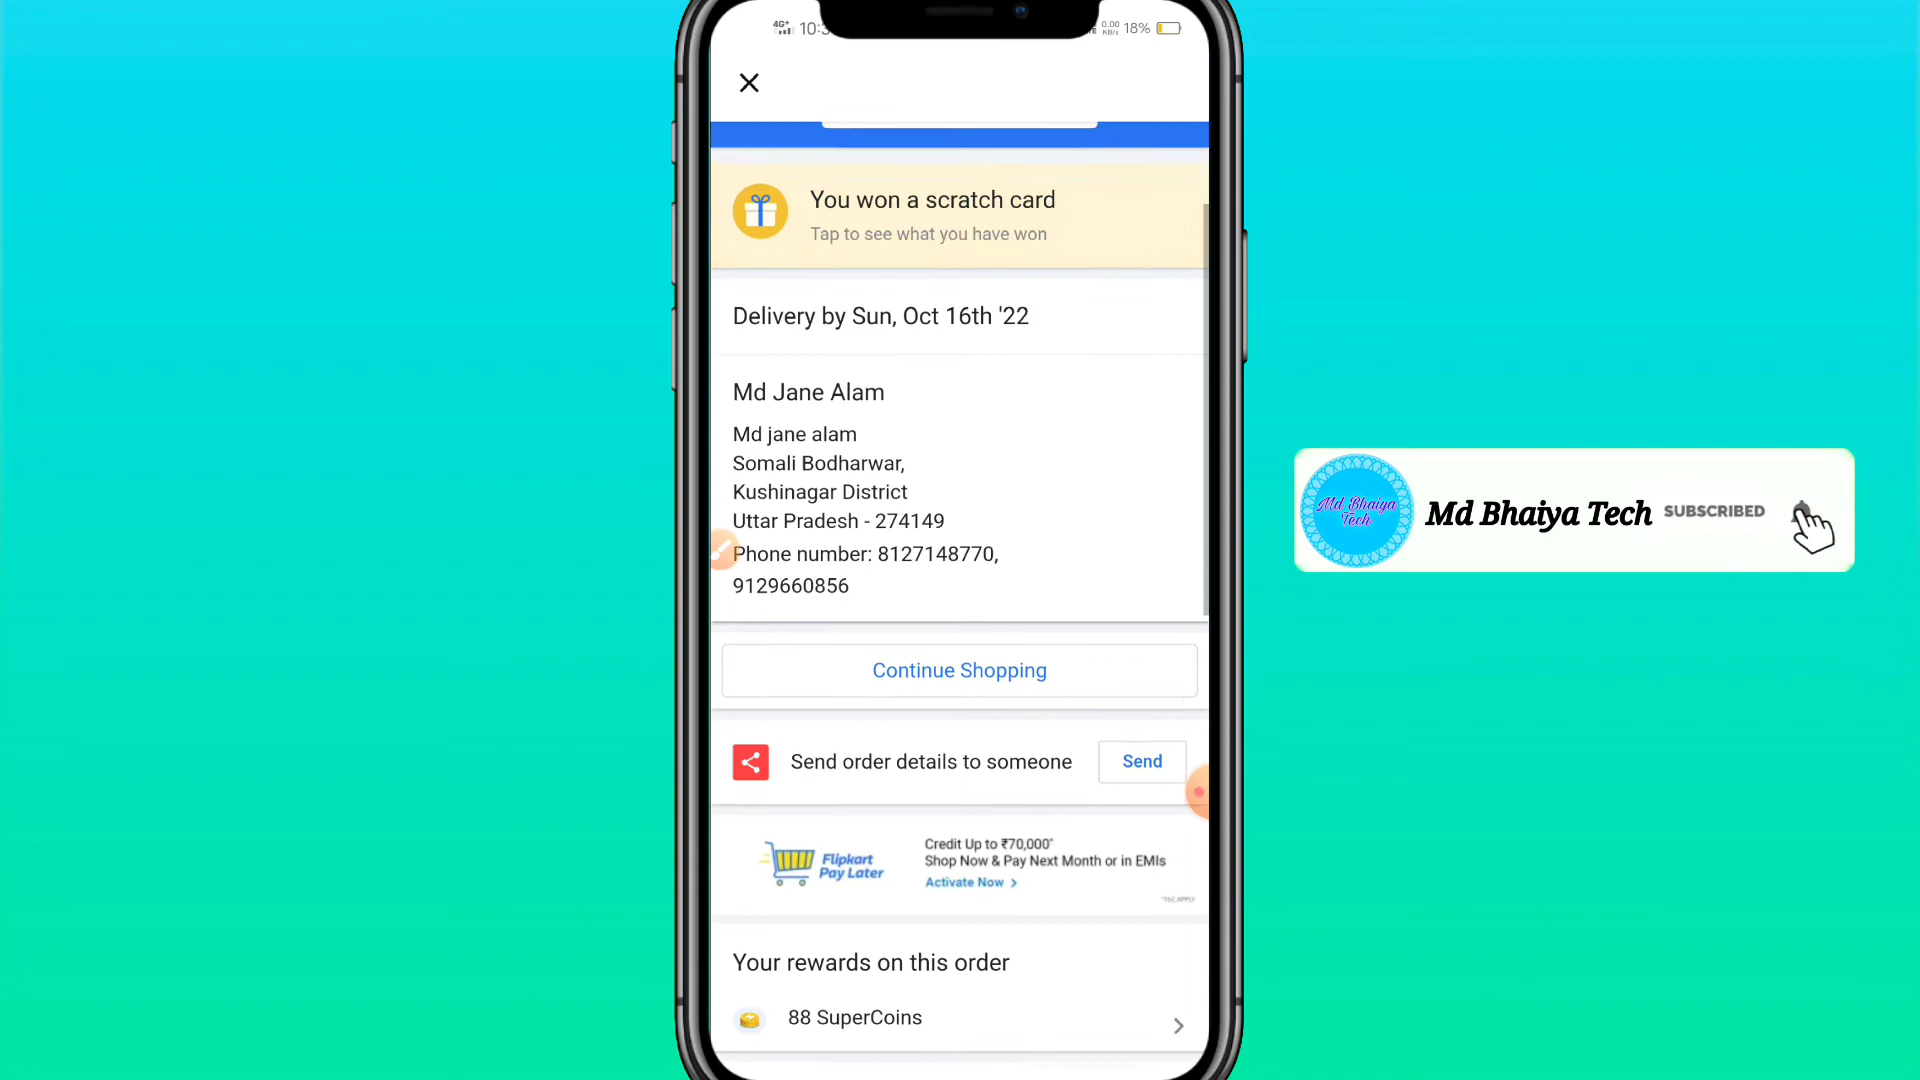 4G+
0.00
KB/s
18%
You won a scratch card
Tap to see what you have won
Delivery by Sun, Oct 16th '22
Md Jane Alam
Md jane alam
Somali Bodharwar,
Kushinagar District
Uttar Pradesh - 274149
Phone number: 8127148770,
9129660856
Continue Shopping
Send order details to someone
Send
Flipkart
Pay Later
Credit Up to ₹70,000*
Shop Now & Pay Next Month or in EMIs
Activate Now >
*T&C APPLY
Your rewards on this order
88 SuperCoins
Md Bhaiya
Tech
Md Bhaiya Tech
SUBSCRIBED